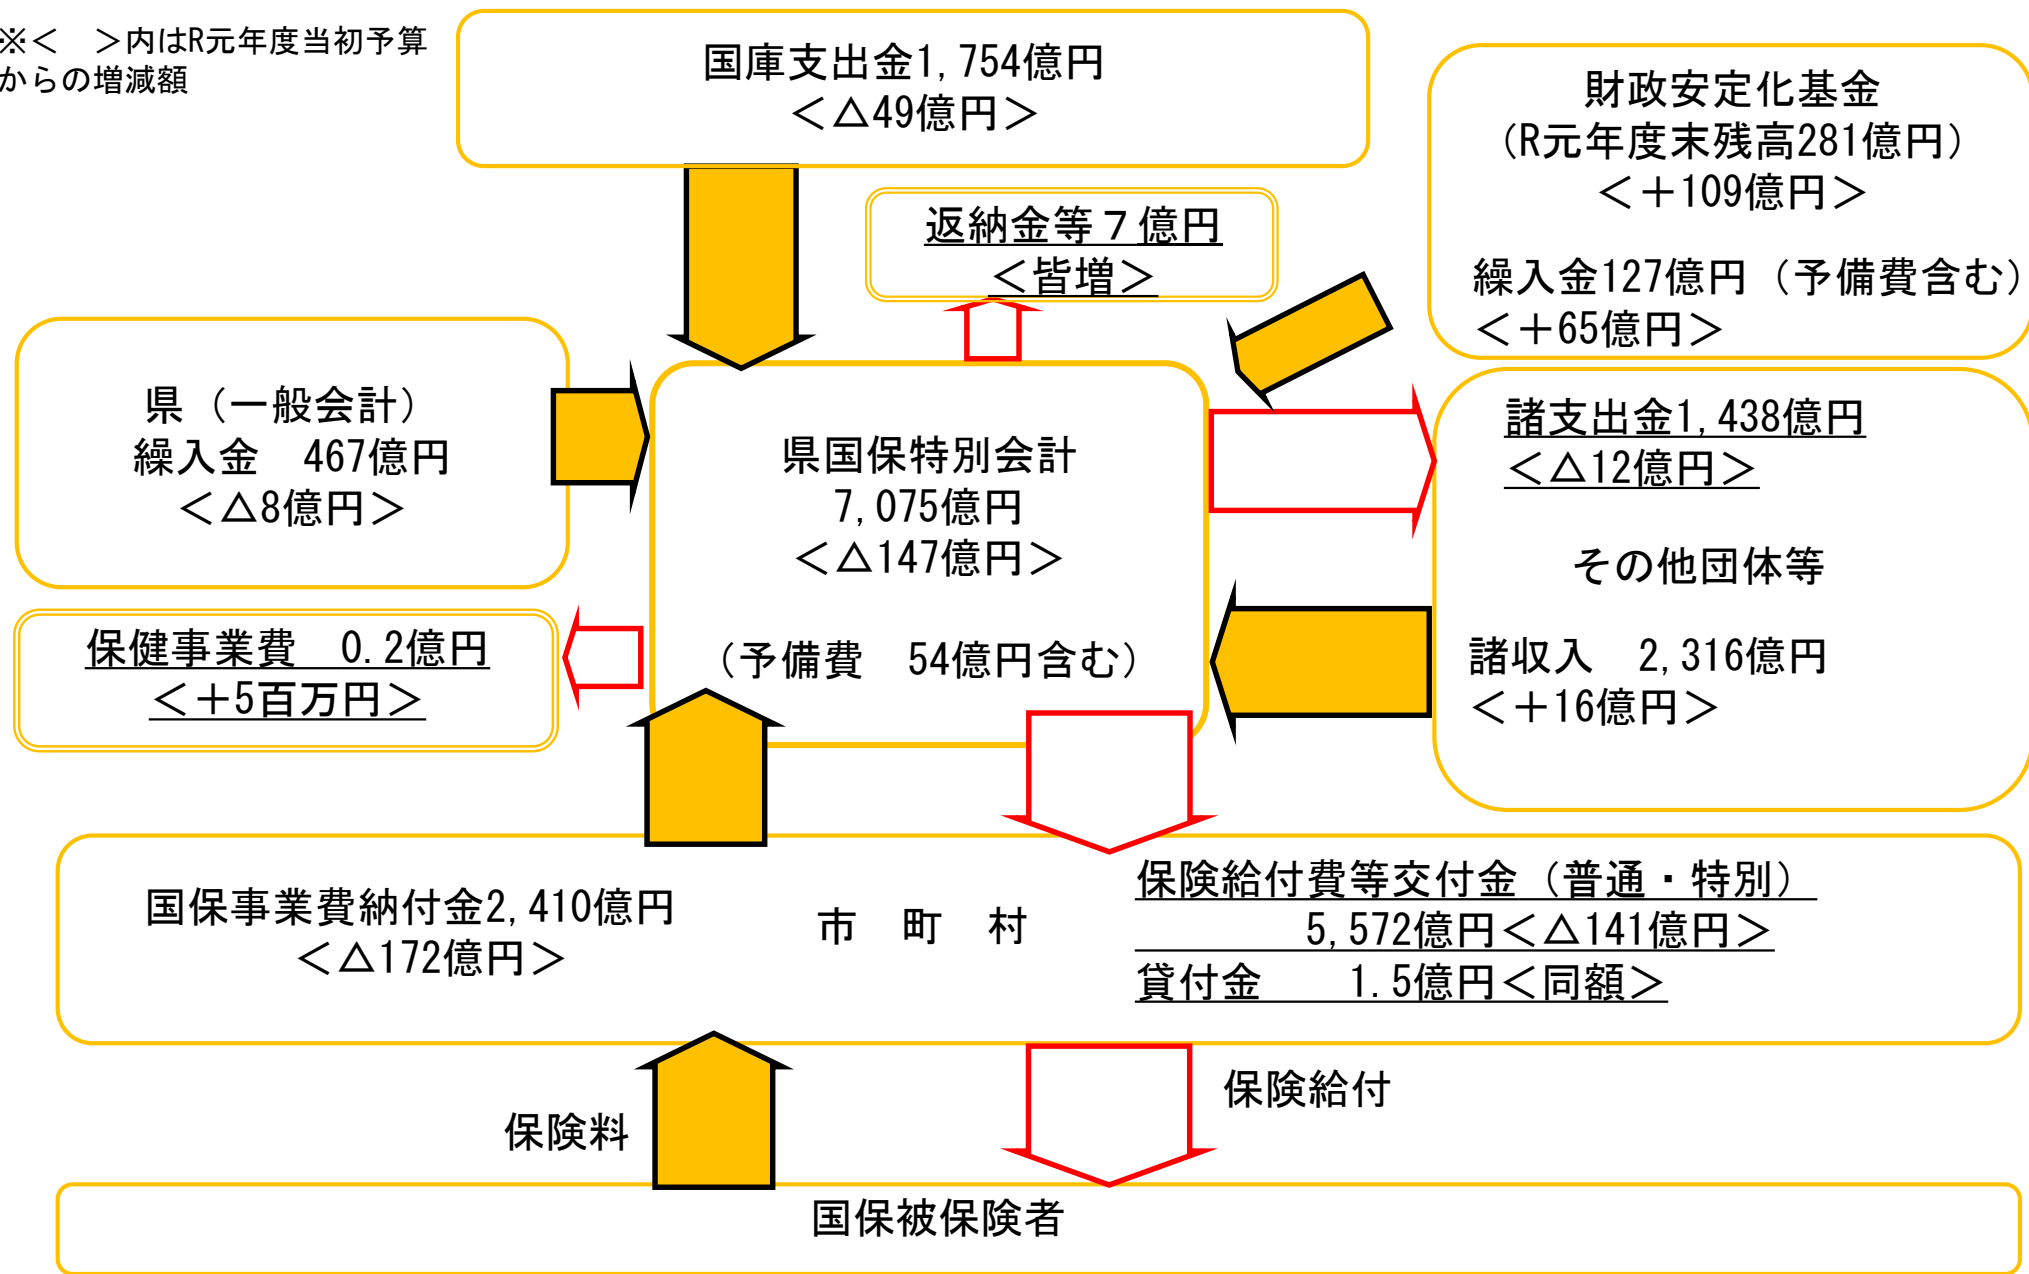 ※＜　＞内はR元年度当初予算
からの増減額
国庫支出金1,754億円
＜△49億円＞
財政安定化基金
（R元年度末残高281億円）
＜＋109億円＞
繰入金127億円（予備費含む）
＜＋65億円＞
返納金等７億円
＜皆増＞
県（一般会計）
繰入金　467億円
＜△8億円＞
県国保特別会計
7,075億円
＜△147億円＞
（予備費　54億円含む）
諸支出金1,438億円
＜△12億円＞
その他団体等
諸収入　2,316億円
＜＋16億円＞
保健事業費　0.2億円
＜＋5百万円＞
国保事業費納付金2,410億円
＜△172億円＞
市　町　村
保険給付費等交付金（普通・特別）
5,572億円＜△141億円＞
貸付金　　1.5億円＜同額＞
保険料
保険給付
国保被保険者